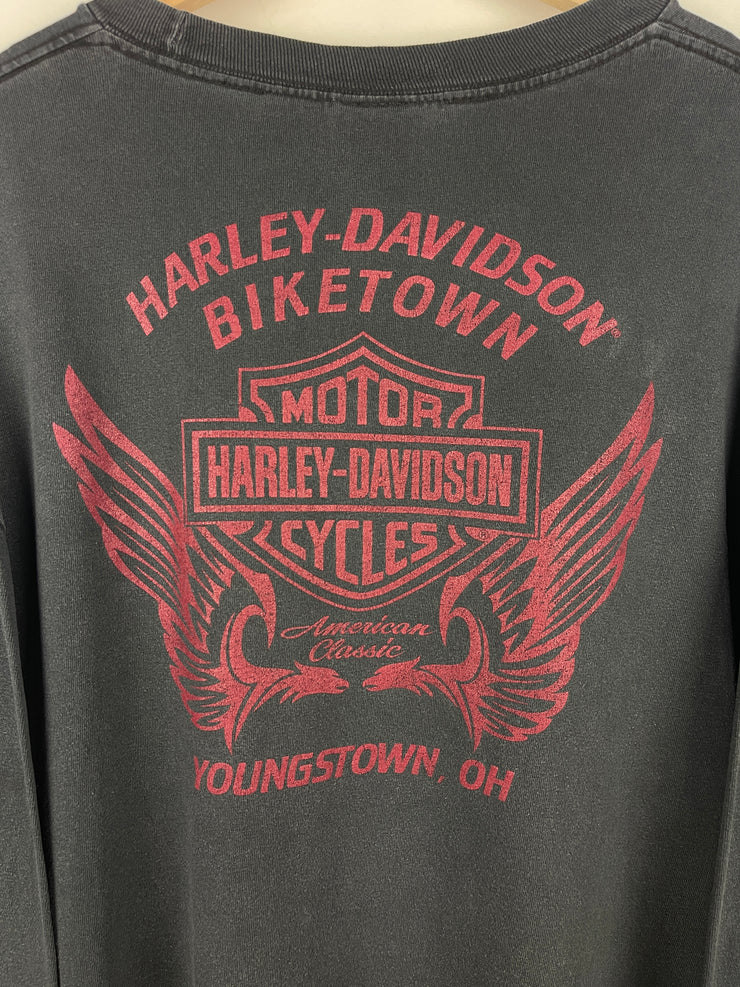 HARLEY-DAVIDSON®
BIKETOWN
MOTOR
HARLEY-DAVIDSON
CYCLES®
American
Classic
YOUNGSTOWN, OH